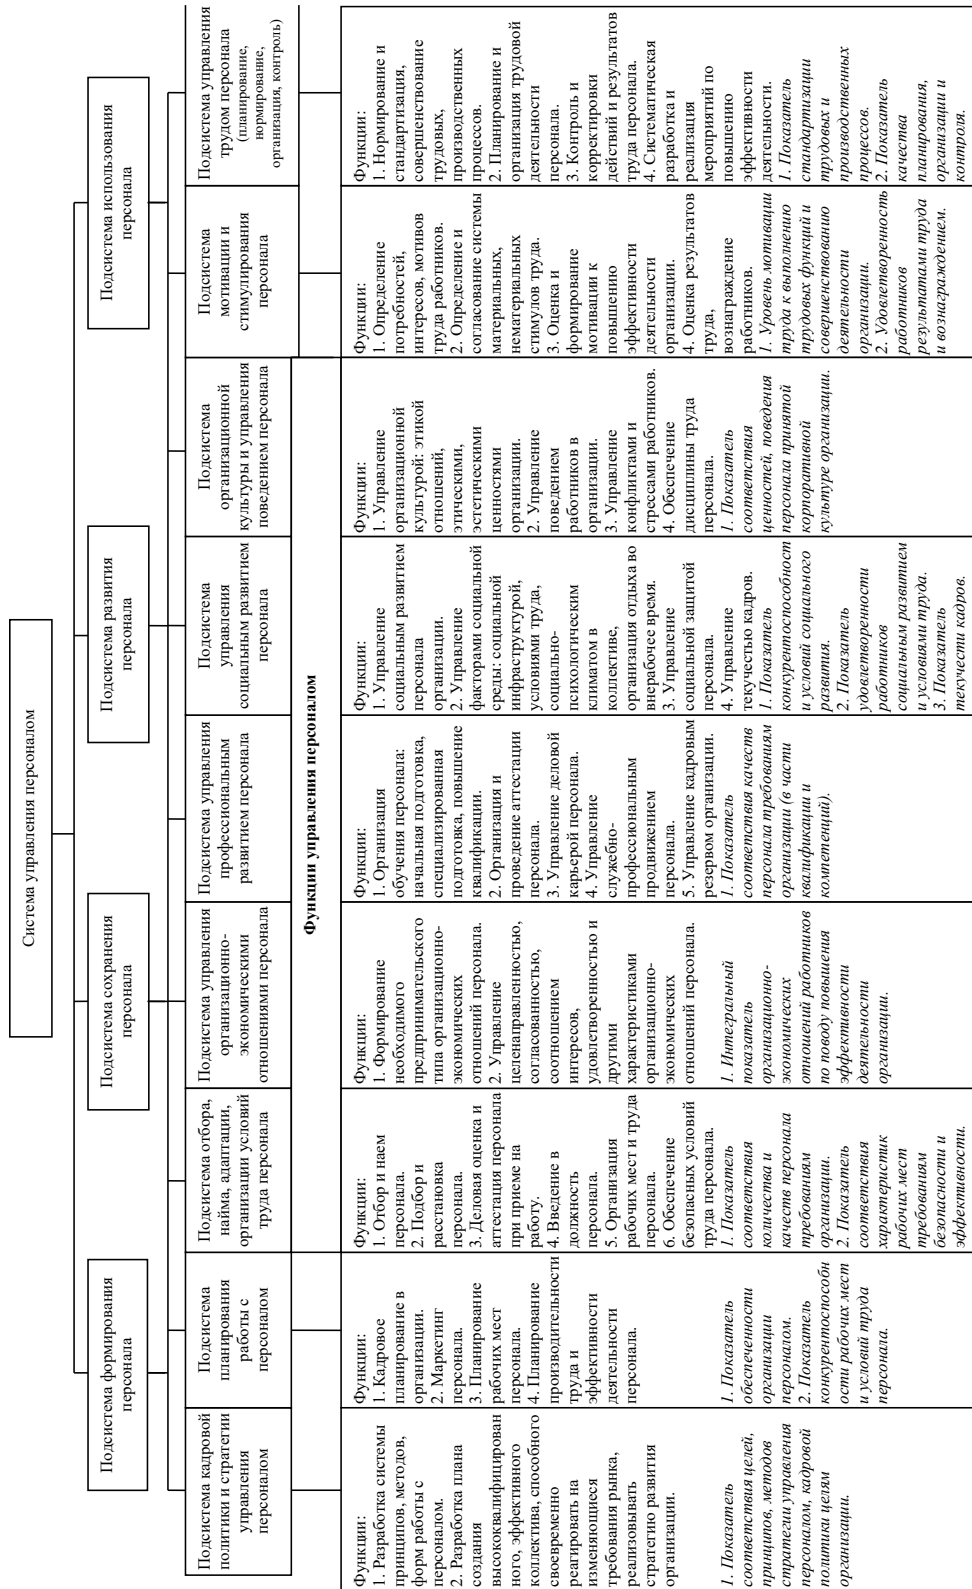 Система управления персоналом
Подсистема формирования
персонала
Подсистема сохранения
персонала
Подсистема развития
персонала
Подсистема использования
персонала
Подсистема кадровой
политики и стратегии
управления
персоналом
Подсистема
планирования
работы с
персоналом
Подсистема отбора,
найма, адаптации,
организации условий
труда персонала
Подсистема управления
организационно-
экономическими
отношениями персонала
Подсистема управления
профессиональным
развитием персонала
Подсистема
управления
социальным развитием
персонала
Подсистема
организационной
культуры и управления
поведением персонала
Подсистема
мотивации и
стимулирования
персонала
Подсистема управления
трудом персонала
(планирование,
нормирование,
организация, контроль)
Функции управления персоналом
Функции:
1. Разработка системы
принципов, методов,
форм работы с
персоналом.
2. Разработка плана
создания
высококвалифицирован
ного, эффективного
коллектива, способного
своевременно
реагировать на
изменяющиеся
требования рынка,
реализовывать
стратегию развития
организации.
1. Показатель
соответствия целей,
принципов, методов
стратегии управления
персоналом, кадровой
политики целям
организации.
Функции:
1. Кадровое
планирование в
организации.
2. Маркетинг
персонала.
3. Планирование
рабочих мест
персонала.
4. Планирование
производительности
труда и
эффективности
деятельности
персонала.
1. Показатель
обеспеченности
организации
персоналом.
2. Показатель
конкурентоспособн
ости рабочих мест
и условий труда
персонала.
Функции:
1. Отбор и наем
персонала.
2. Подбор и
расстановка
персонала.
3. Деловая оценка и
аттестация персонала
при приеме на
работу.
4. Введение в
должность
персонала.
5. Организация
рабочих мест и труда
персонала.
6. Обеспечение
безопасных условий
труда персонала.
1. Показатель
соответствия
количества и
качеств персонала
требованиям
организации.
2. Показатель
соответствия
характеристик
рабочих мест
требованиям
безопасности и
эффективности.
Функции:
1. Формирование
необходимого
предпринимательского
типа организационно-
экономических
отношений персонала.
2. Управление
целенаправленностью,
согласованностью,
соотношением
интересов,
удовлетворенностью и
другими
характеристиками
организационно-
экономических
отношений персонала.
1. Интегральный
показатель
организационно-
экономических
отношений работников
по поводу повышения
эффективности
деятельности
организации.
Функции:
1. Организация
обучения персонала:
начальная подготовка,
специализированная
подготовка, повышение
квалификации.
2. Организация и
проведение аттестации
персонала.
3. Управление деловой
карьерой персонала.
4. Управление
служебно-
профессиональным
продвижением
персонала.
5. Управление кадровым
резервом организации.
1. Показатель
соответствия качеств
персонала требованиям
организации (в части
квалификации и
компетенций).
Функции:
1. Управление
социальным развитием
персонала
организации.
2. Управление
факторами социальной
среды: социальной
инфраструктурой,
условиями труда,
социально-
психологическим
климатом в
коллективе,
организация отдыха во
внерабочее время.
3. Управление
социальной защитой
персонала.
4. Управление
текучестью кадров.
1. Показатель
конкурентоспособност
и условий социального
развития.
2. Показатель
удовлетворенности
работников
социальным развитием
и условиями труда.
3. Показатель
текучести кадров.
Функции:
1. Управление
организационной
культурой: этикой
отношений,
этическими,
эстетическими
ценностями
организации.
2. Управление
поведением
работников в
организации.
3. Управление
конфликтами и
стрессами работников.
4. Обеспечение
дисциплины труда
персонала.
1. Показатель
соответствия
ценностей, поведения
персонала принятой
корпоративной
культуре организации.
Функции:
1. Определение
потребностей,
интересов, мотивов
труда работников.
2. Определение и
согласование системы
материальных,
нематериальных
стимулов труда.
3. Оценка и
формирование
мотивации к
повышению
эффективности
деятельности
организации.
4. Оценка результатов
труда,
вознаграждение
работников.
1. Уровень мотивации
труда к выполнению
трудовых функций и
совершенствованию
деятельности
организации.
2. Удовлетворенность
работников
результатами труда
и вознаграждением.
Функции:
1. Нормирование и
стандартизация,
совершенствование
трудовых,
производственных
процессов.
2. Планирование и
организация трудовой
деятельности
персонала.
3. Контроль и
корректировки
действий и результатов
труда персонала.
4. Систематическая
разработка и
реализация
мероприятий по
повышению
эффективности
деятельности.
1. Показатель
стандартизации
трудовых и
производственных
процессов.
2. Показатель
качества
планирования,
организации и
контроля.